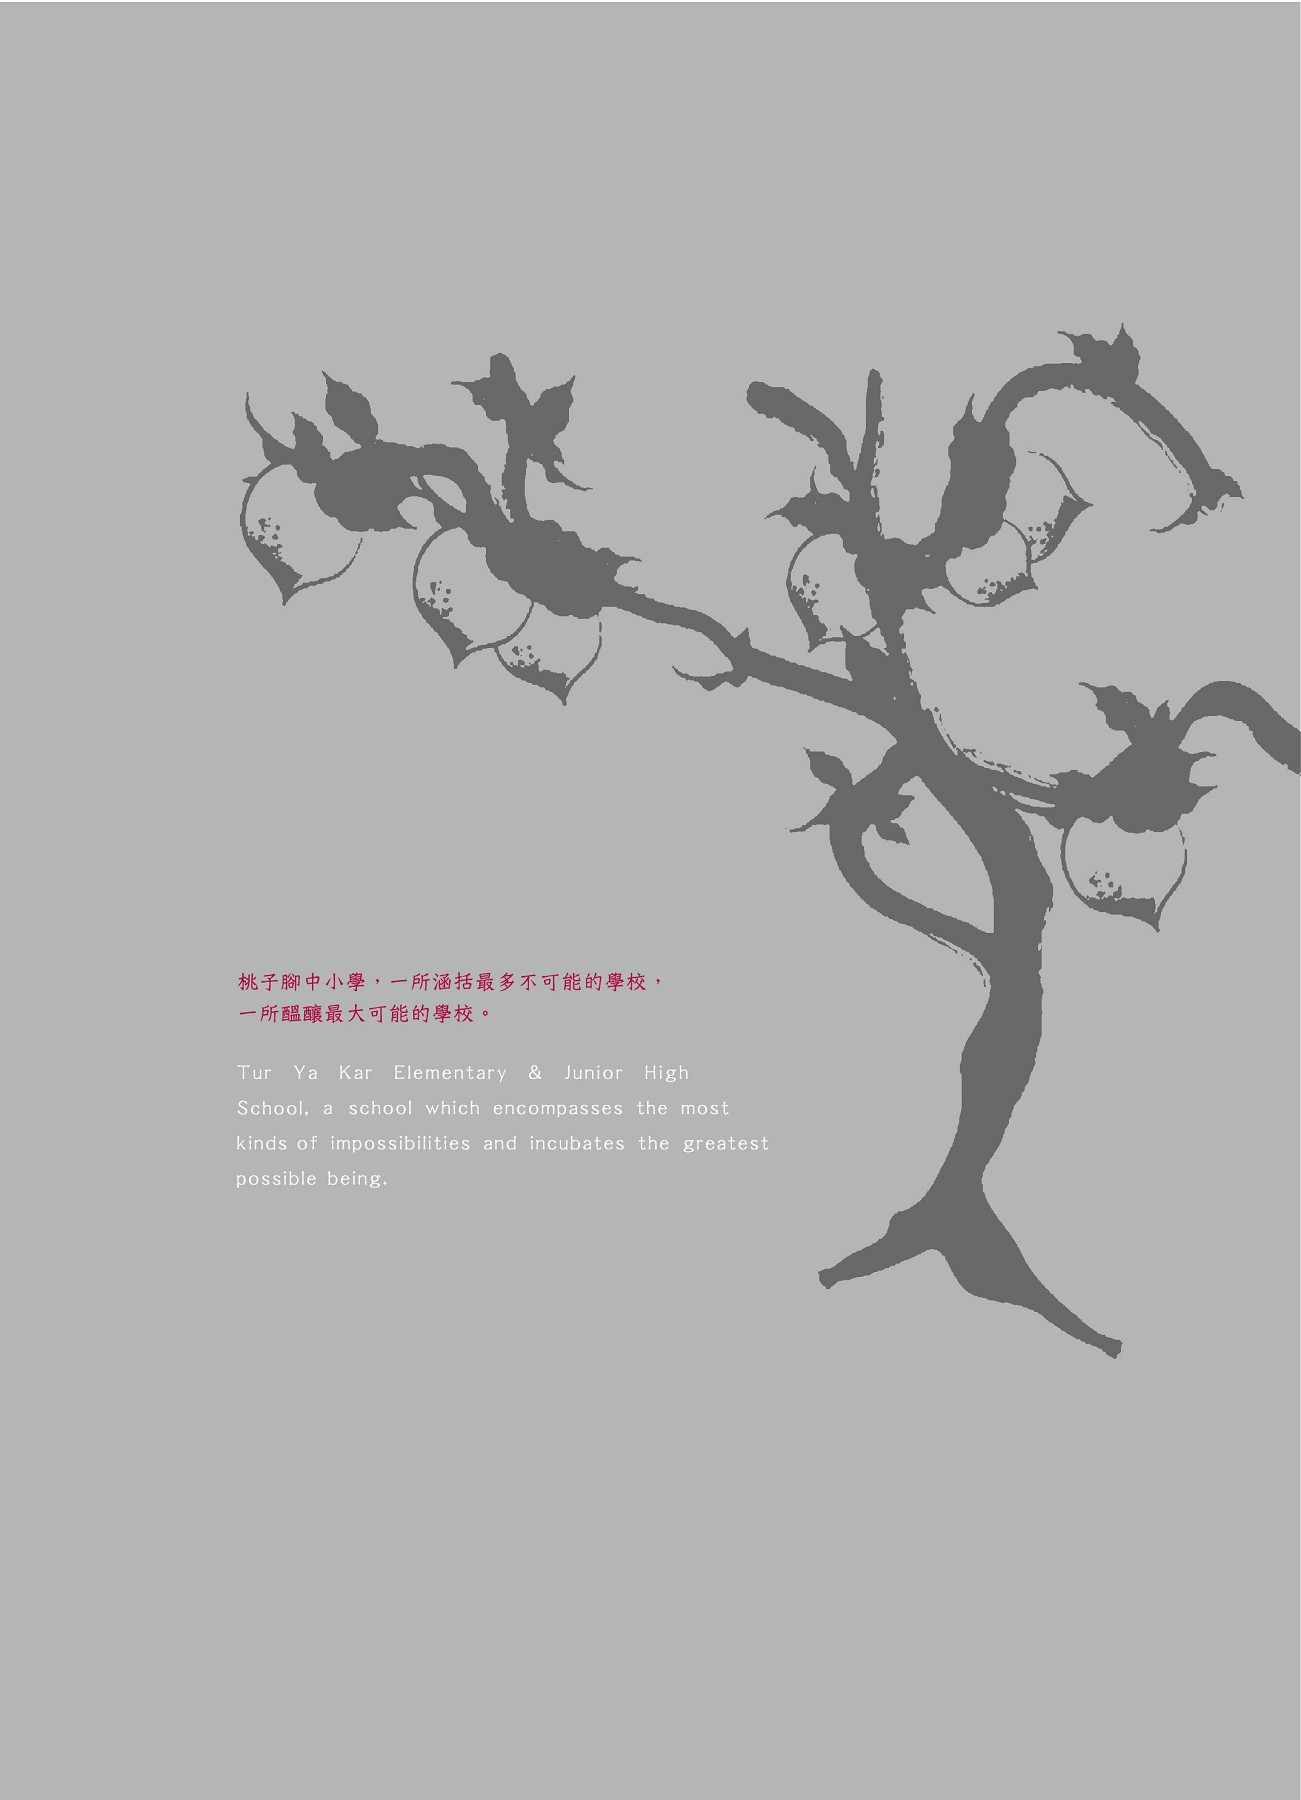 桃子腳中小學，一所涵括最多不可能的學校，
一所醞釀最大可能的學校。
Tur Ya Kar Elementary & Junior High
School, a school which encompasses the most
kinds of impossibilities and incubates the greatest
possible being.